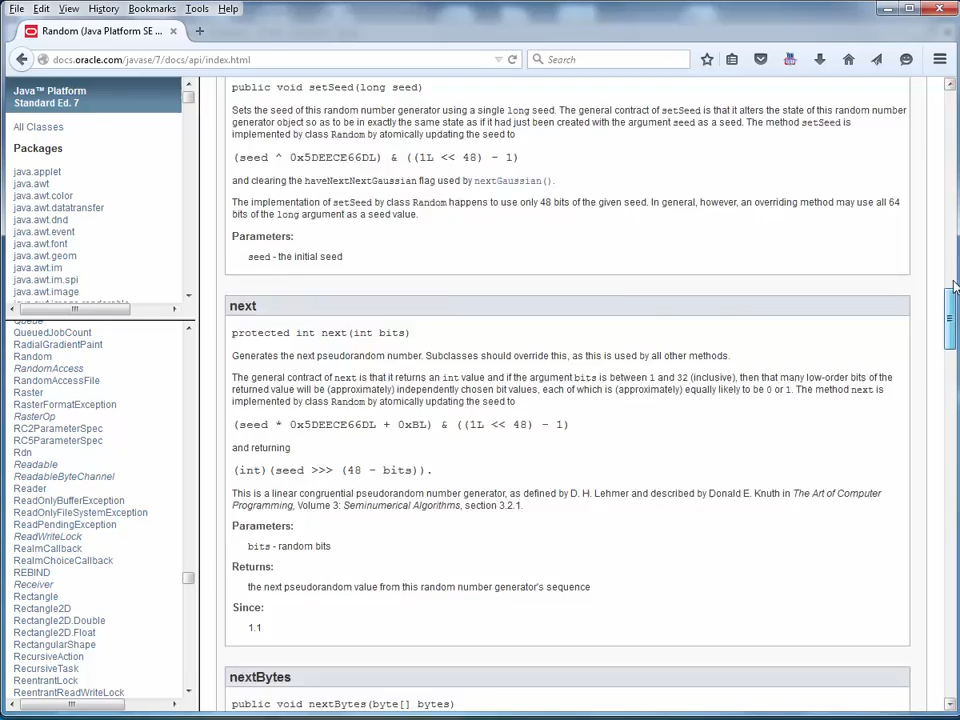 File Edit View History Bookmarks Tools Help
Random (Java Platform SE ...
docs.oracle.com/javase/7/docs/api/index.html
Search
Java™ Platform
Standard Ed. 7
All Classes
Packages
java.applet
java.awt
java.awt.color
java.awt.datatransfer
java.awt.dnd
java.awt.event
java.awt.font
java.awt.geom
java.awt.im
java.awt.im.spi
java.awt.image
java.awt.image.renderable
Queue
QueuedJobCount
RadialGradientPaint
Random
RandomAccess
RandomAccessFile
Raster
RasterFormatException
RasterOp
RC2ParameterSpec
RC5ParameterSpec
Rdn
Readable
ReadableByteChannel
Reader
ReadOnlyBufferException
ReadOnlyFileSystemException
ReadPendingException
ReadWriteLock
RealmCallback
RealmChoiceCallback
REBIND
Receiver
Rectangle
Rectangle2D
Rectangle2D.Double
Rectangle2D.Float
RectangularShape
RecursiveAction
RecursiveTask
ReentrantLock
ReentrantReadWriteLock
public void setSeed(long seed)
Sets the seed of this random number generator using a single long seed. The general contract of setSeed is that it alters the state of this random number
generator object so as to be in exactly the same state as if it had just been created with the argument seed as a seed. The method setSeed is
implemented by class Random by atomically updating the seed to
(seed ^ 0x5DEECE66DL) & ((1L << 48) - 1)
and clearing the haveNextNextGaussian flag used by nextGaussian().
The implementation of setSeed by class Random happens to use only 48 bits of the given seed. In general, however, an overriding method may use all 64
bits of the long argument as a seed value.
Parameters:
seed - the initial seed
next
protected int next(int bits)
Generates the next pseudorandom number. Subclasses should override this, as this is used by all other methods.
The general contract of next is that it returns an int value and if the argument bits is between 1 and 32 (inclusive), then that many low-order bits of the
returned value will be (approximately) independently chosen bit values, each of which is (approximately) equally likely to be 0 or 1. The method next is
implemented by class Random by atomically updating the seed to
(seed * 0x5DEECE66DL + 0xBL) & ((1L << 48) - 1)
and returning
(int)(seed >>> (48 - bits)).
This is a linear congruential pseudorandom number generator, as defined by D. H. Lehmer and described by Donald E. Knuth in The Art of Computer
Programming, Volume 3: Seminumerical Algorithms, section 3.2.1.
Parameters:
bits - random bits
Returns:
the next pseudorandom value from this random number generator's sequence
Since:
1.1
nextBytes
public void nextBytes(byte[] bytes)